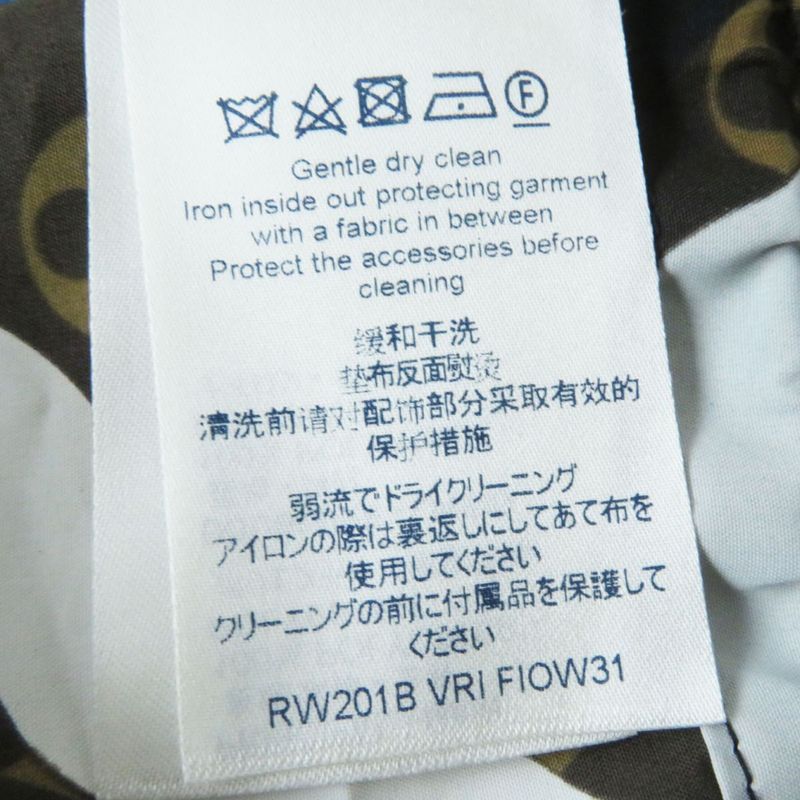 F
Gentle dry clean
Iron inside out protecting garment
with a fabric in between
Protect the accessories before
cleaning
缓和干洗
垫布反面熨烫
清洗前请对配饰部分采取有效的
保护措施
弱流でドライクリーニング
アイロンの際は裏返しにしてあて布を
使用してください
クリーニングの前に付属品を保護して
ください
RW201B VRI FIOW31